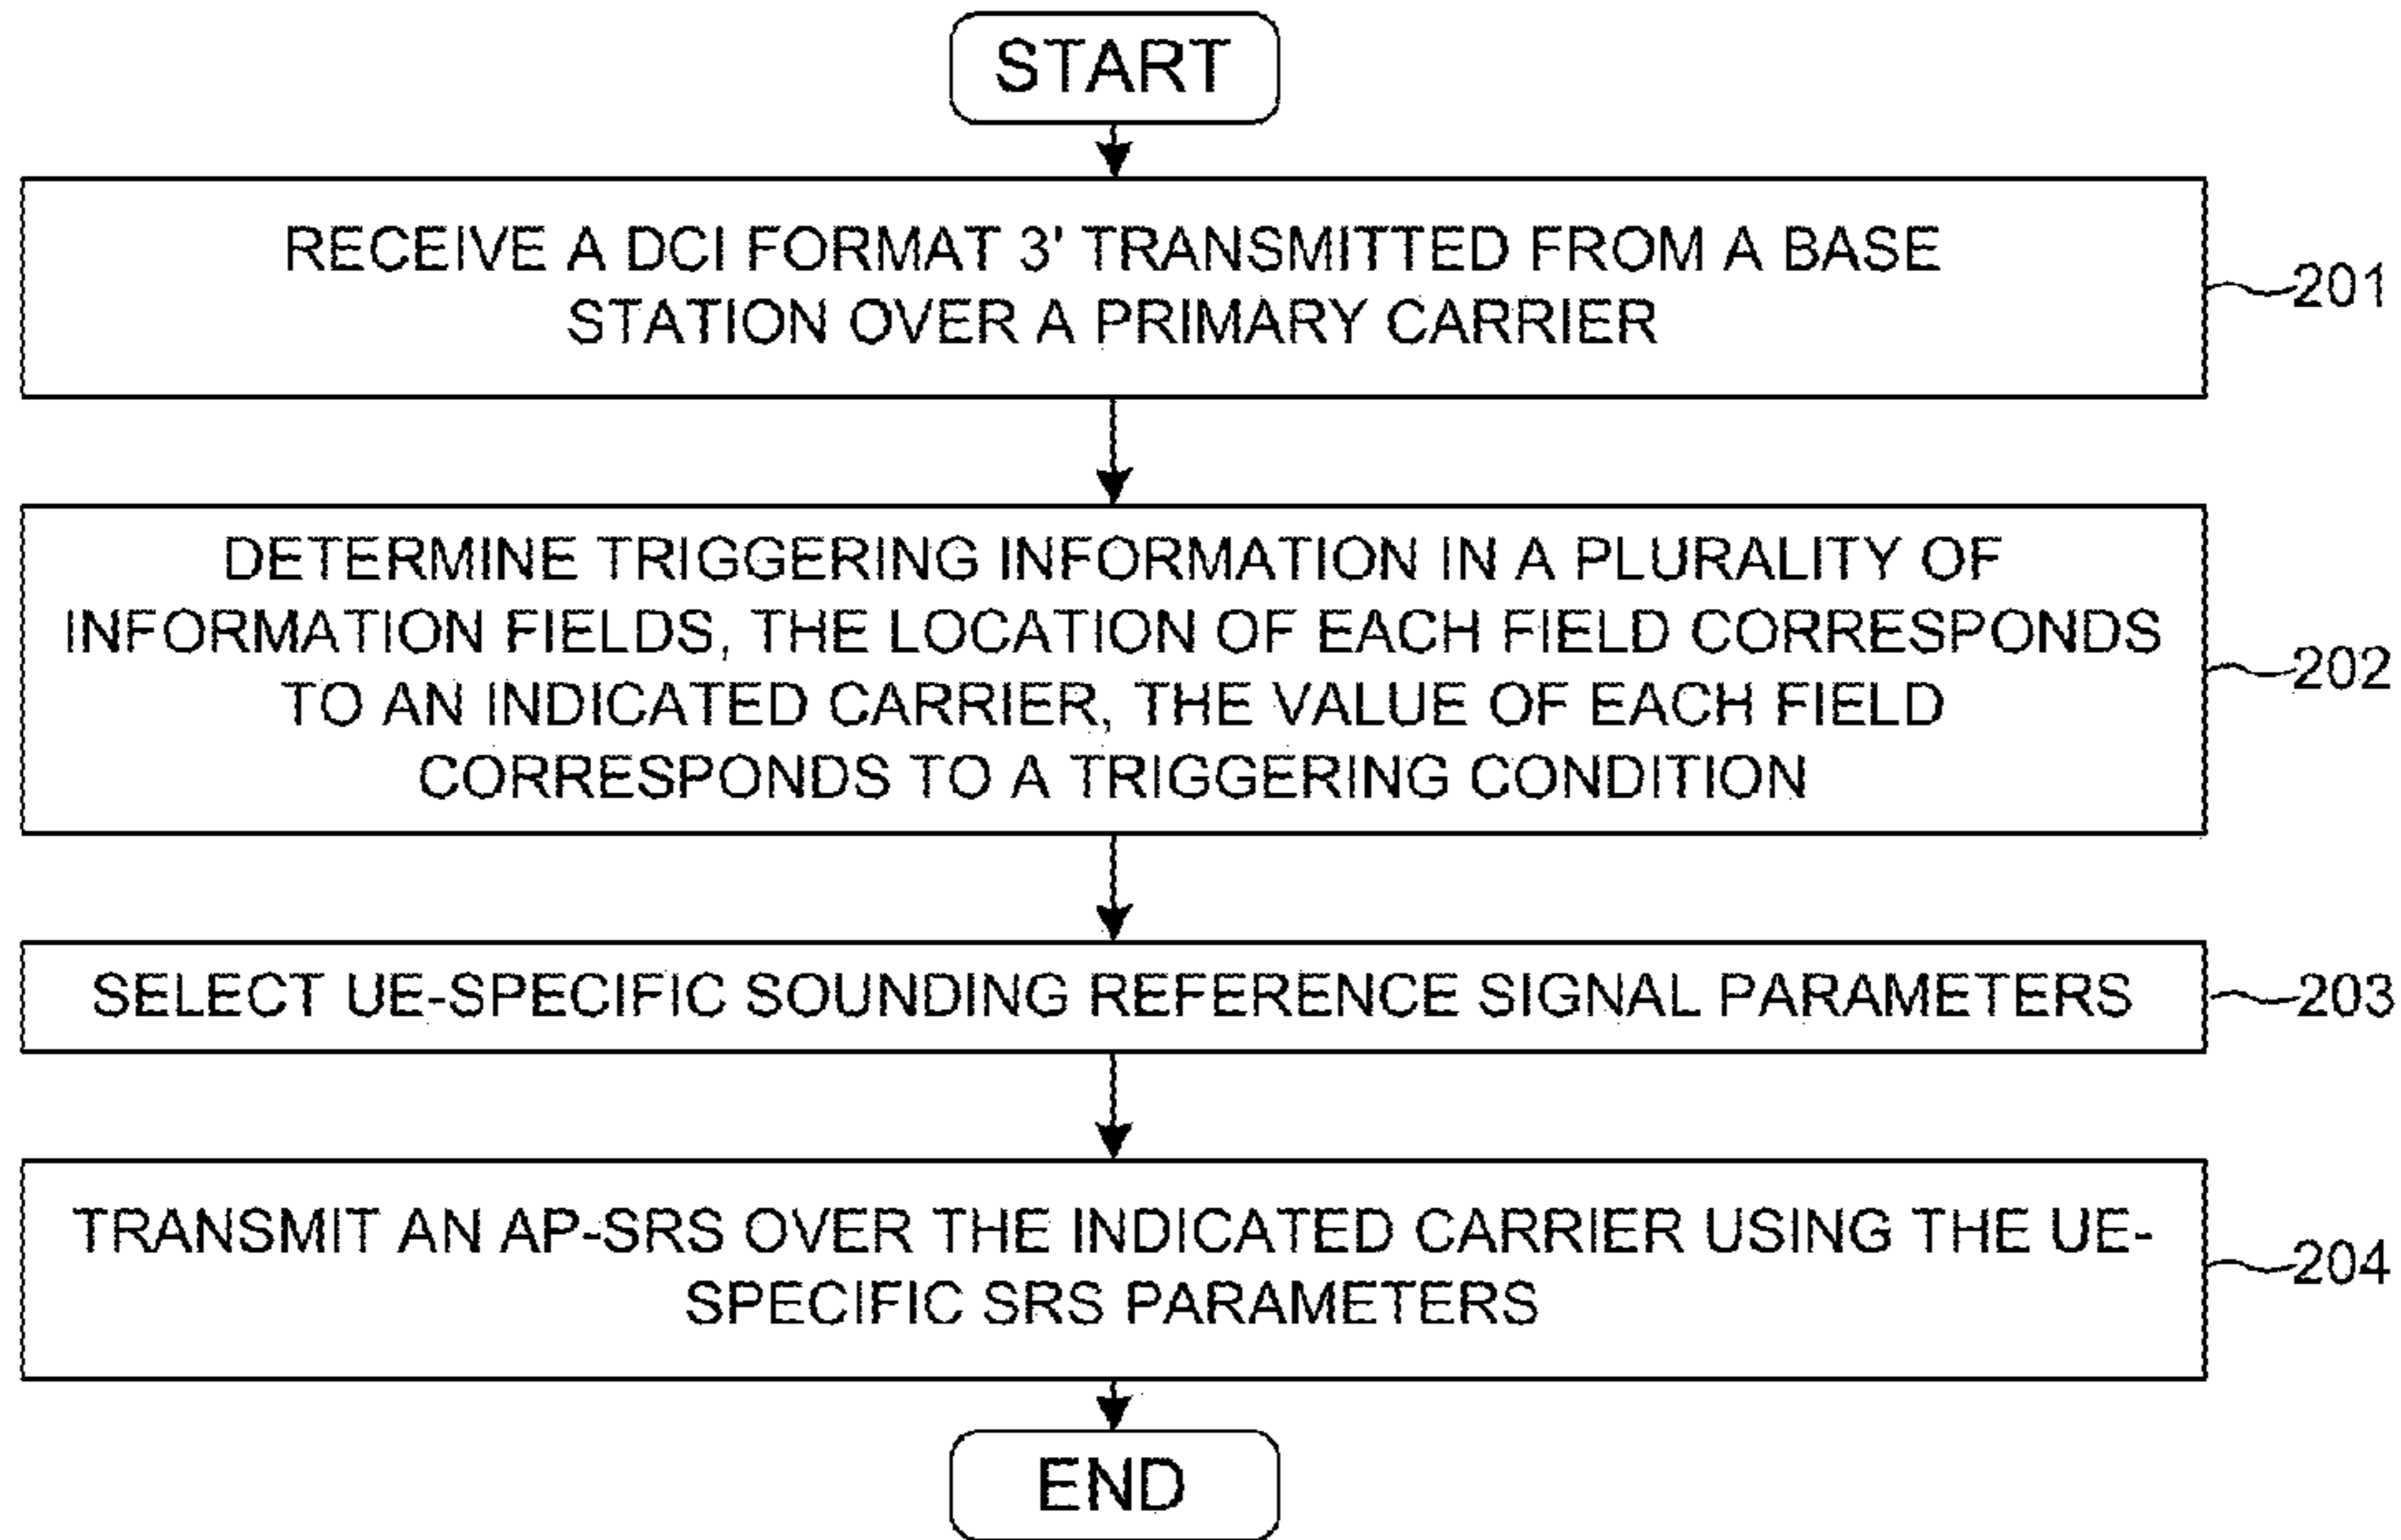 START
RECEIVE A DCI FORMAT 3' TRANSMITTED FROM A BASE
STATION OVER A PRIMARY CARRIER
201
DETERMINE TRIGGERING INFORMATION IN A PLURALITY OF
INFORMATION FIELDS, THE LOCATION OF EACH FIELD CORRESPONDS
TO AN INDICATED CARRIER, THE VALUE OF EACH FIELD
CORRESPONDS TO A TRIGGERING CONDITION
202
SELECT UE-SPECIFIC SOUNDING REFERENCE SIGNAL PARAMETERS
203
TRANSMIT AN AP-SRS OVER THE INDICATED CARRIER USING THE UE-
SPECIFIC SRS PARAMETERS
204
END